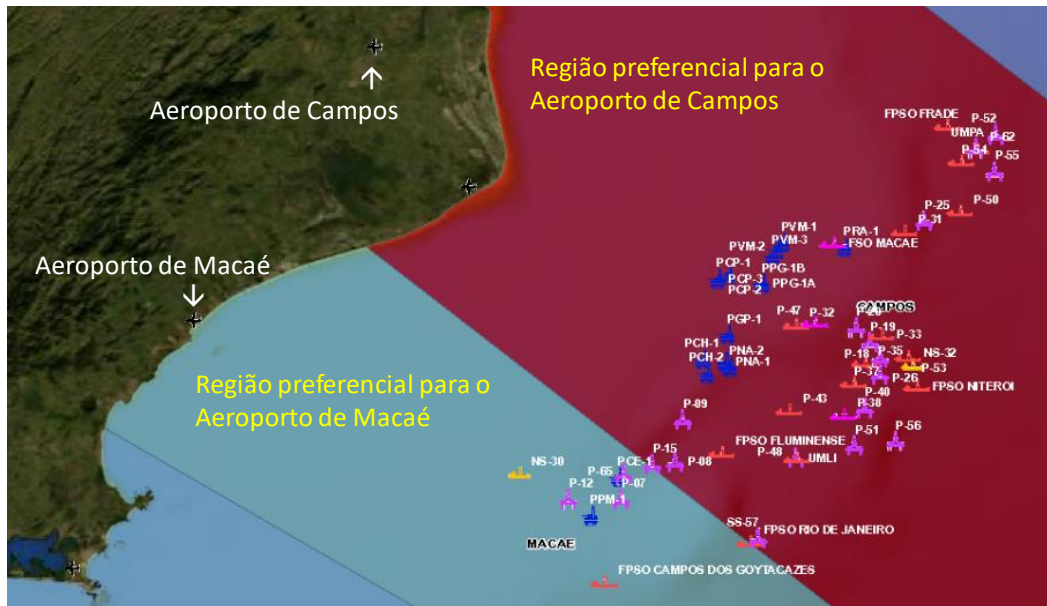 Região preferencial para o
Aeroporto de Campos
Aeroporto de Campos
Aeroporto de Macaé
Região preferencial para o
Aeroporto de Macaé
FPSO FRADE
P-52
UMPA
P-62
P-54
P-55
P-50
P-25
P-31
PVM-1
PVM-2
PVM-3
PRA-1
FSO MACAE
PCP-1
PCP-3
PCP-2
PPG-1B
PPG-1A
CAMPOS
P-47
P-32
P-20
P-19
P-33
PGP-1
PCH-1
PCH-2
PNA-2
PNA-1
P-18
P-35
NS-32
P-53
P-37
P-26
FPSO NITEROI
P-40
P-38
P-43
P-09
P-51
P-56
FPSO FLUMINENSE
P-48
UMLI
P-15
P-08
NS-30
P-65
PCE-1
P-12
P-07
PPM-1
MACAE
SS-57
FPSO RIO DE JANEIRO
FPSO CAMPOS DOS GOYTACAZES